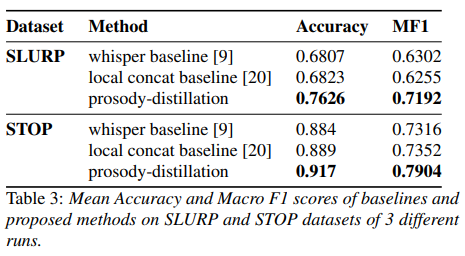 Dataset Method Accuracy MF1
SLURP whisper baseline [9] 0.6807 0.6302
local concat baseline [20] 0.6823 0.6255
prosody-distillation 0.7626 0.7192
STOP whisper baseline [9] 0.884 0.7316
local concat baseline [20] 0.889 0.7352
prosody-distillation 0.917 0.7904
Table 3: Mean Accuracy and Macro F1 scores of baselines and
proposed methods on SLURP and STOP datasets of 3 different
runs.